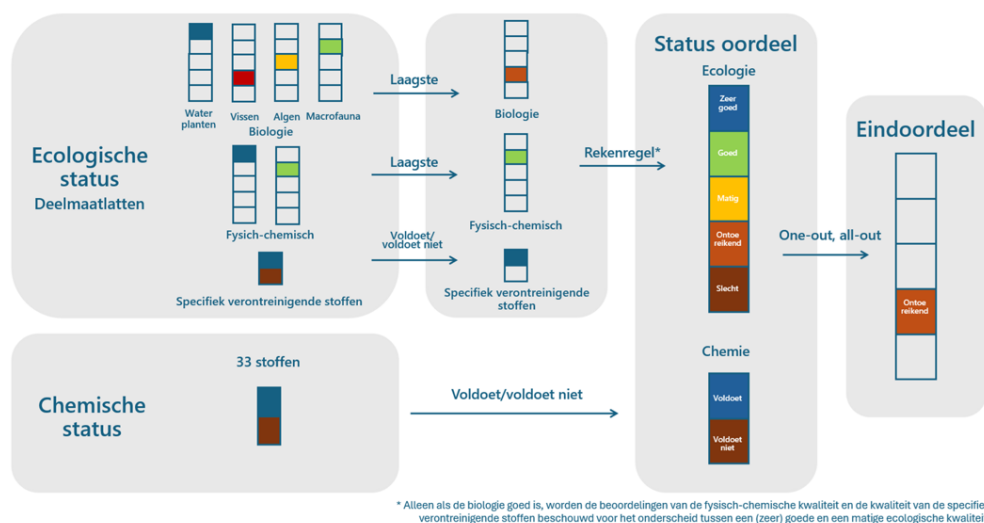 Water
planten
Vissen
Algen
Macrofauna
Biologie
Ecologische
status
Deelmaatlatten
Fysich-chemisch
Specifiek verontreinigende stoffen
Laagste
Laagste
Voldoet/
voldoet niet
Biologie
Fysisch-chemisch
Specifiek verontreinigende
stoffen
Rekenregel*
Status oordeel
Ecologie
Zeer
goed
Goed
Matig
Ontoe
reikend
Slecht
One-out, all-out
Eindoordeel
Ontoe
reikend
Chemische
status
33 stoffen
Voldoet/voldoet niet
Chemie
Voldoet
Voldoet
niet
* Alleen als de biologie goed is, worden de beoordelingen van de fysisch-chemische kwaliteit en de kwaliteit van de specifie
verontreinigende stoffen beschouwd voor het onderscheid tussen een (zeer) goede en een matige ecologische kwaliteit